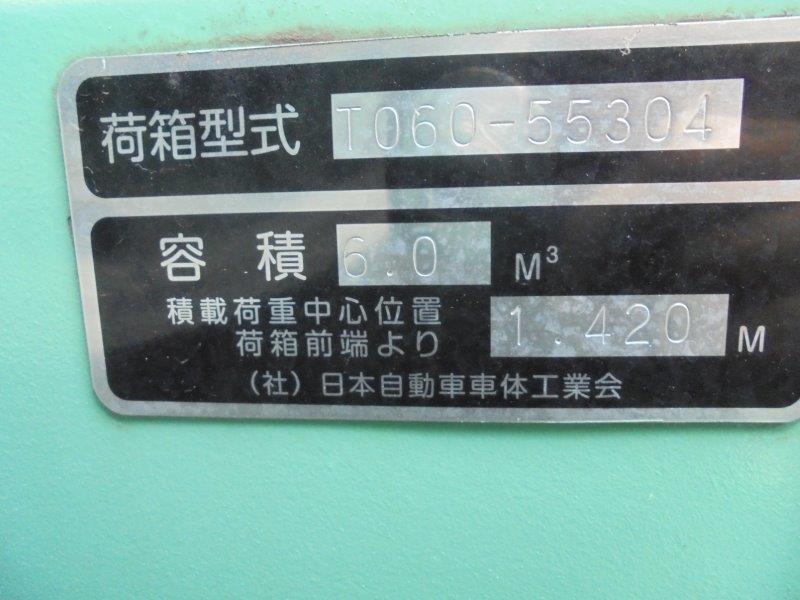 荷箱型式 T060-55304
容積 6.0 M³
積載荷重中心位置
荷箱前端より 1.420 M
（社）日本自動車車体工業会